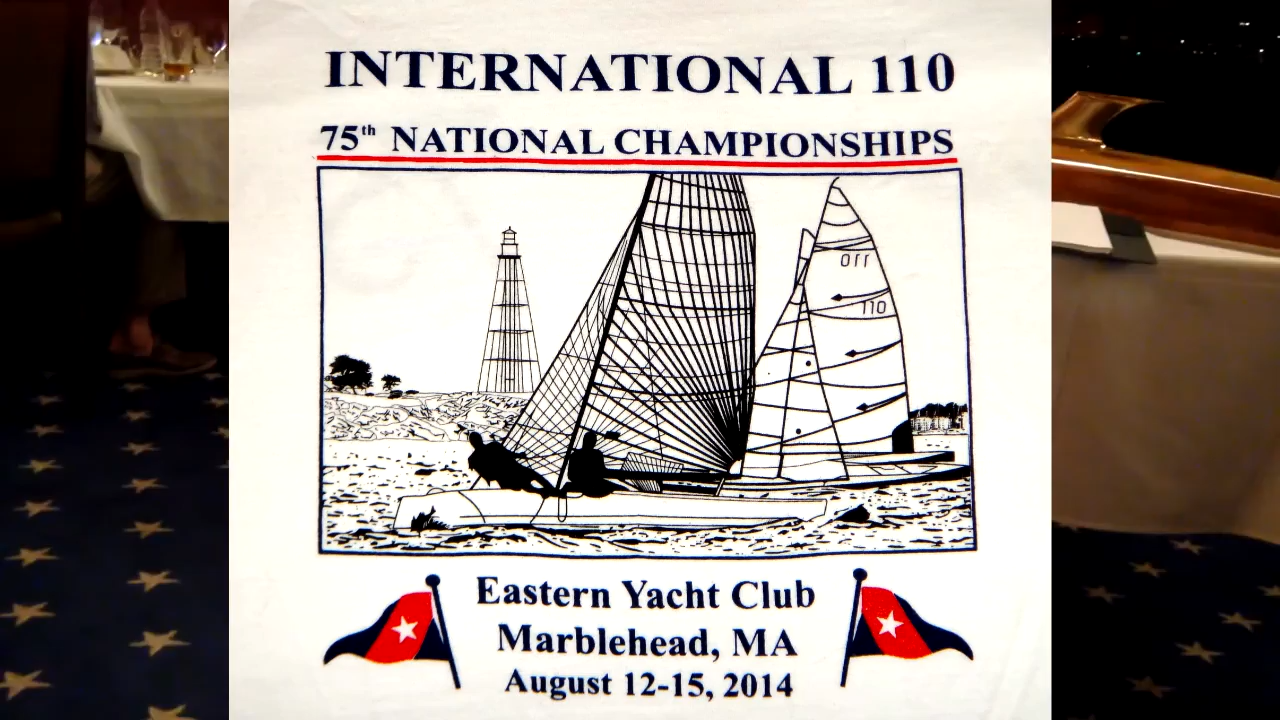 INTERNATIONAL 110
75th NATIONAL CHAMPIONSHIPS
011
110
Eastern Yacht Club
Marblehead, MA
August 12-15, 2014